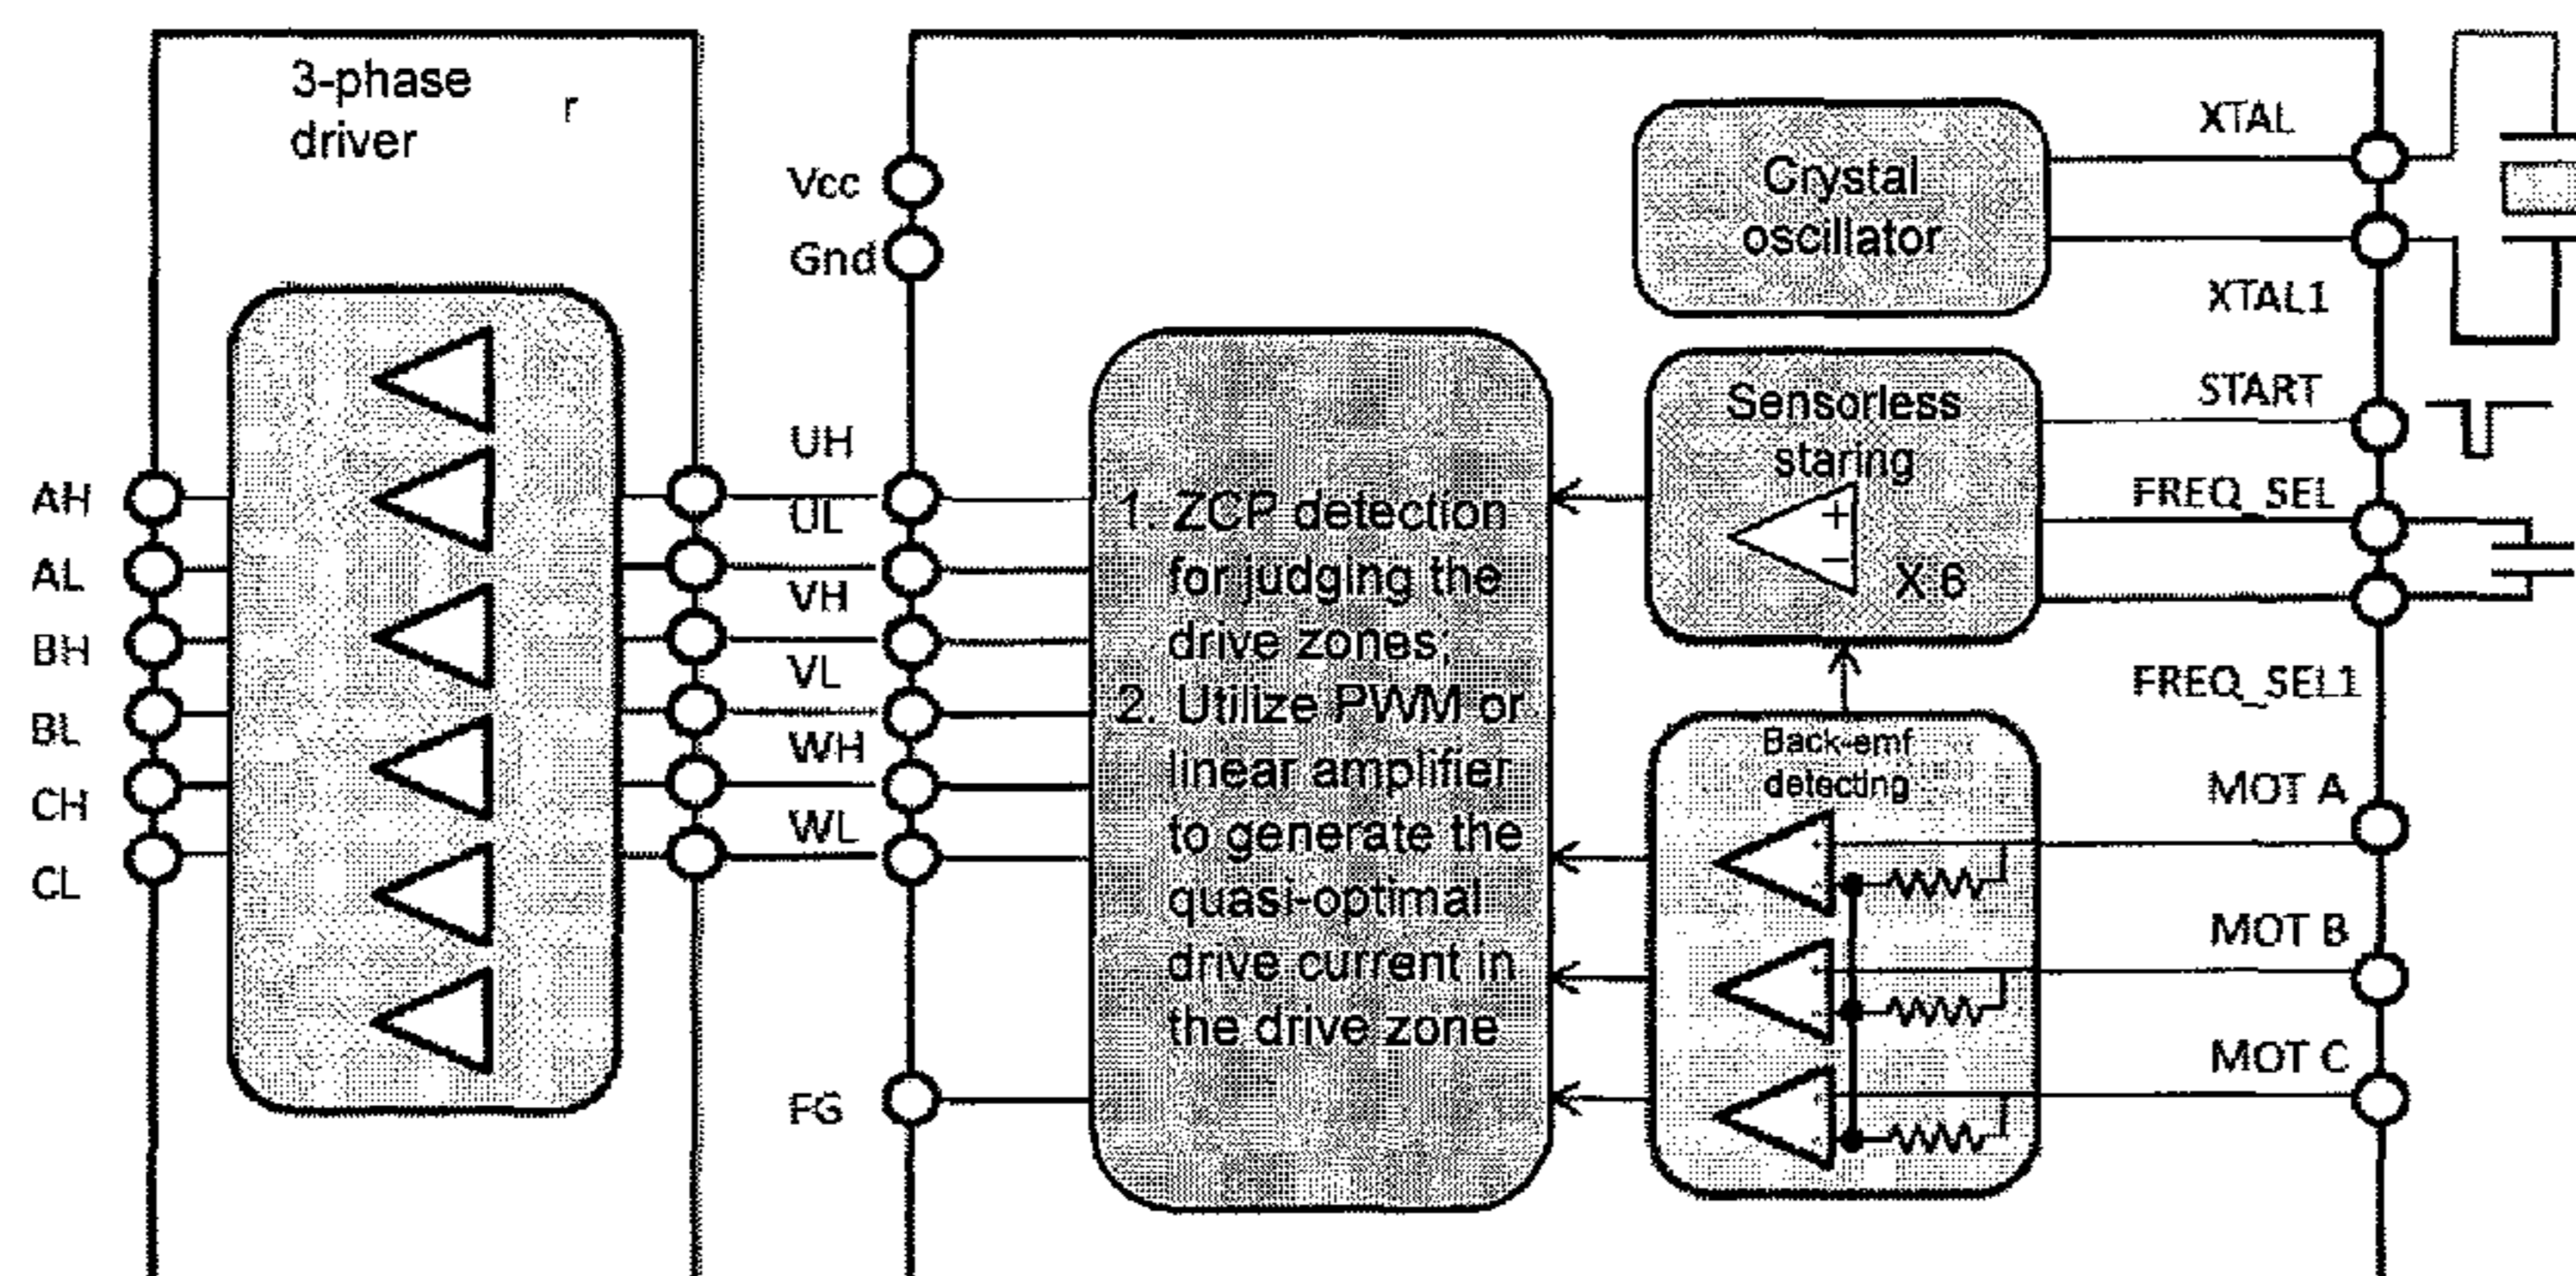 3-phase
driver
r
AH
AL
BH
BL
CH
CL
Vcc
Gnd
UH
UL
VH
VL
WH
WL
FG
1. ZCP detection
for judging the
drive zones;
2. Utilize PWM or
linear amplifier
to generate the
quasi-optimal
drive current in
the drive zone
Crystal
oscillator
Sensorless
staring
+
−
X 6
Back-emf
detecting
XTAL
XTAL1
START
FREQ_SEL
FREQ_SEL1
MOT A
MOT B
MOT C